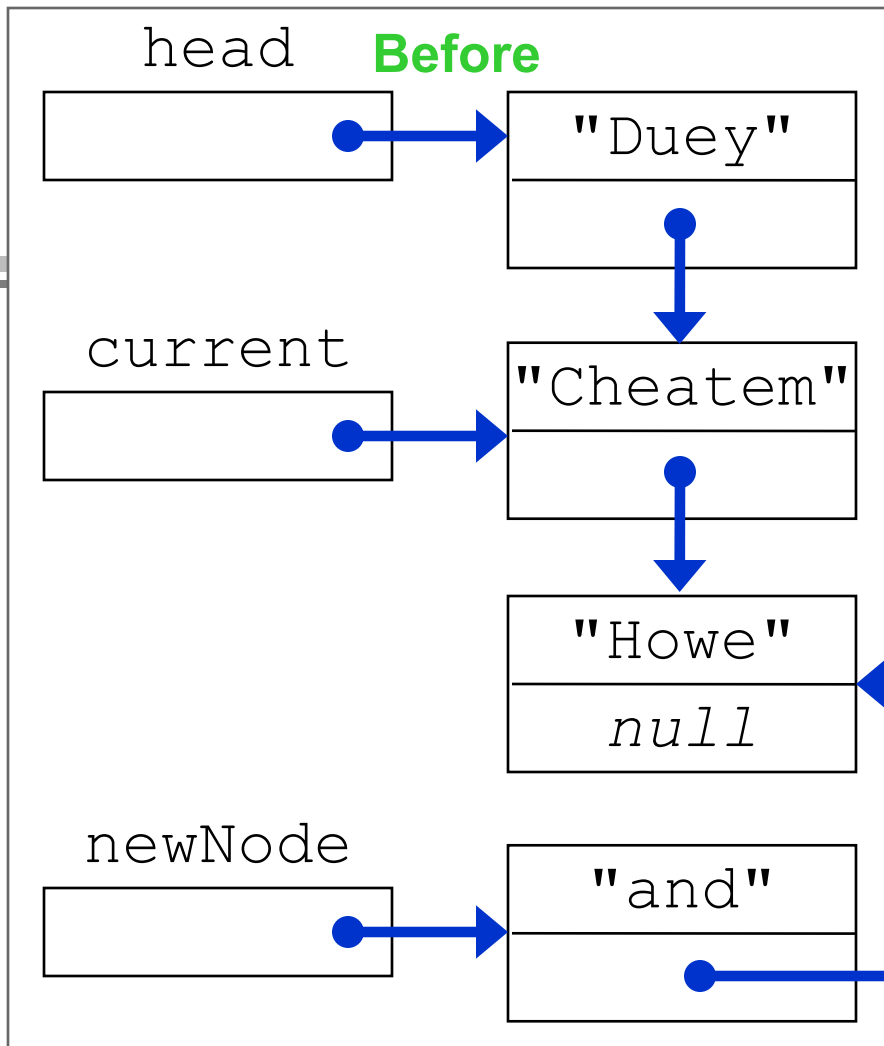 head
Before
"Duey"
current
"Cheatem"
"Howe"
null
newNode
"and"